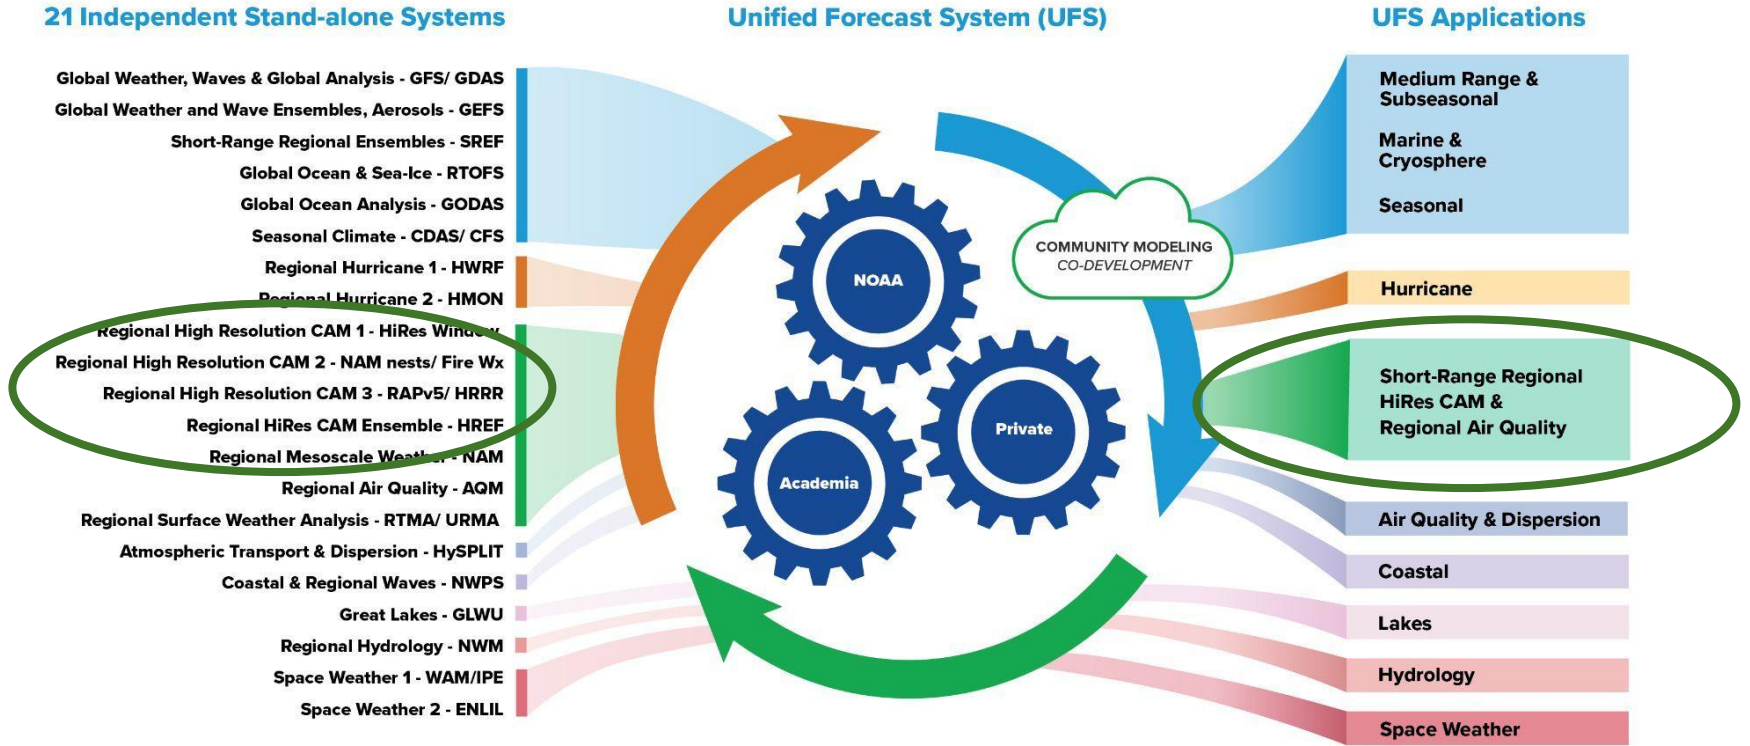 21 Independent Stand-alone Systems
Global Weather, Waves & Global Analysis - GFS/ GDAS
Global Weather and Wave Ensembles, Aerosols - GEFS
Short-Range Regional Ensembles - SREF
Global Ocean & Sea-Ice - RTOFS
Global Ocean Analysis - GODAS
Seasonal Climate - CDAS/ CFS
Regional Hurricane 1 - HWRF
Regional Hurricane 2 - HMON
Regional High Resolution CAM 1 - HiRes Window
Regional High Resolution CAM 2 - NAM nests/ Fire Wx
Regional High Resolution CAM 3 - RAPv5/ HRRR
Regional HiRes CAM Ensemble - HREF
Regional Mesoscale Weather - NAM
Regional Air Quality - AQM
Regional Surface Weather Analysis - RTMA/ URMA
Atmospheric Transport & Dispersion - HySPLIT
Coastal & Regional Waves - NWPS
Great Lakes - GLWU
Regional Hydrology - NWM
Space Weather 1 - WAM/IPE
Space Weather 2 - ENLIL
Unified Forecast System (UFS)
NOAA
Academia
Private
COMMUNITY MODELING
CO-DEVELOPMENT
UFS Applications
Medium Range &
Subseasonal
Marine &
Cryosphere
Seasonal
Hurricane
Short-Range Regional
HiRes CAM &
Regional Air Quality
Air Quality & Dispersion
Coastal
Lakes
Hydrology
Space Weather